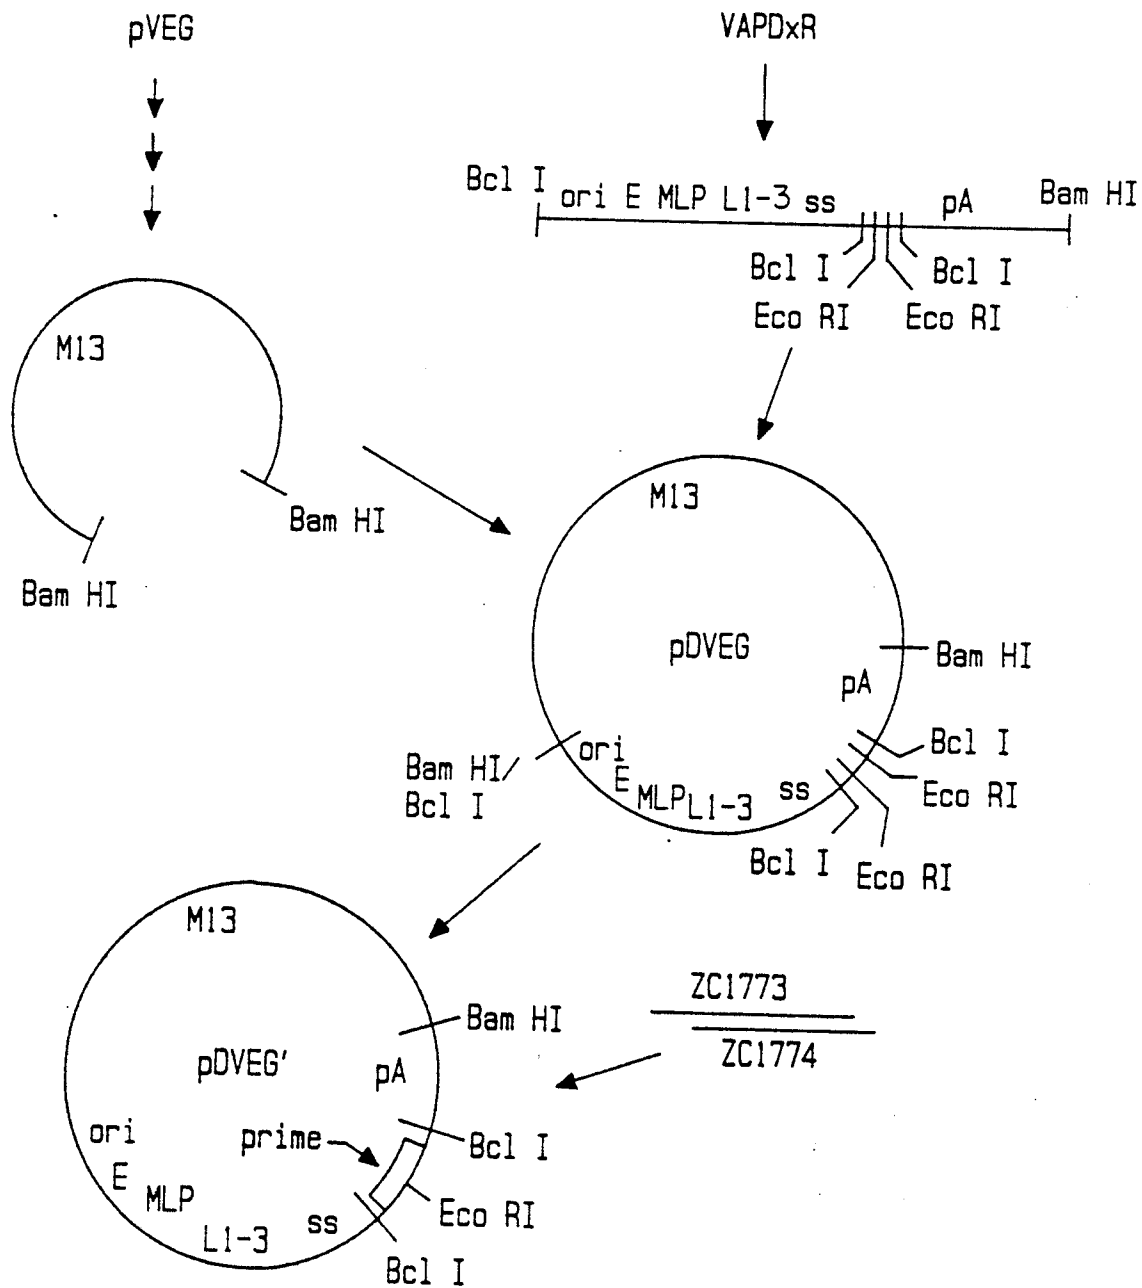 pVEG
VAPDxR
Bcl I
ori E MLP L1-3 ss
pA
Bam HI
Bcl I
Bcl I
Eco RI
Eco RI
M13
Bam HI
Bam HI
M13
pDVEG
Bam HI
pA
Bcl I
Eco RI
Bam HI/
Bcl I
ori
E
MLP
L1-3
ss
Bcl I
Eco RI
M13
pDVEG'
Bam HI
pA
ZC1773
ZC1774
ori
prime
Bcl I
E
MLP
Eco RI
L1-3
ss
Bcl I